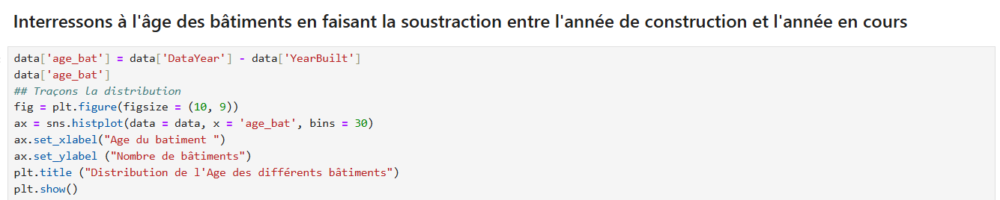 Interressons à l'âge des bâtiments en faisant la soustraction entre l'année de construction et l'année en cours
data['age_bat'] = data['DataYear'] - data['YearBuilt']
data['age_bat']
## Traçons la distribution
fig = plt.figure(figsize = (10, 9))
ax = sns.histplot(data = data, x = 'age_bat', bins = 30)
ax.set_xlabel("Age du batiment ")
ax.set_ylabel ("Nombre de bâtiments")
plt.title ("Distribution de l'Age des différents bâtiments")
plt.show()